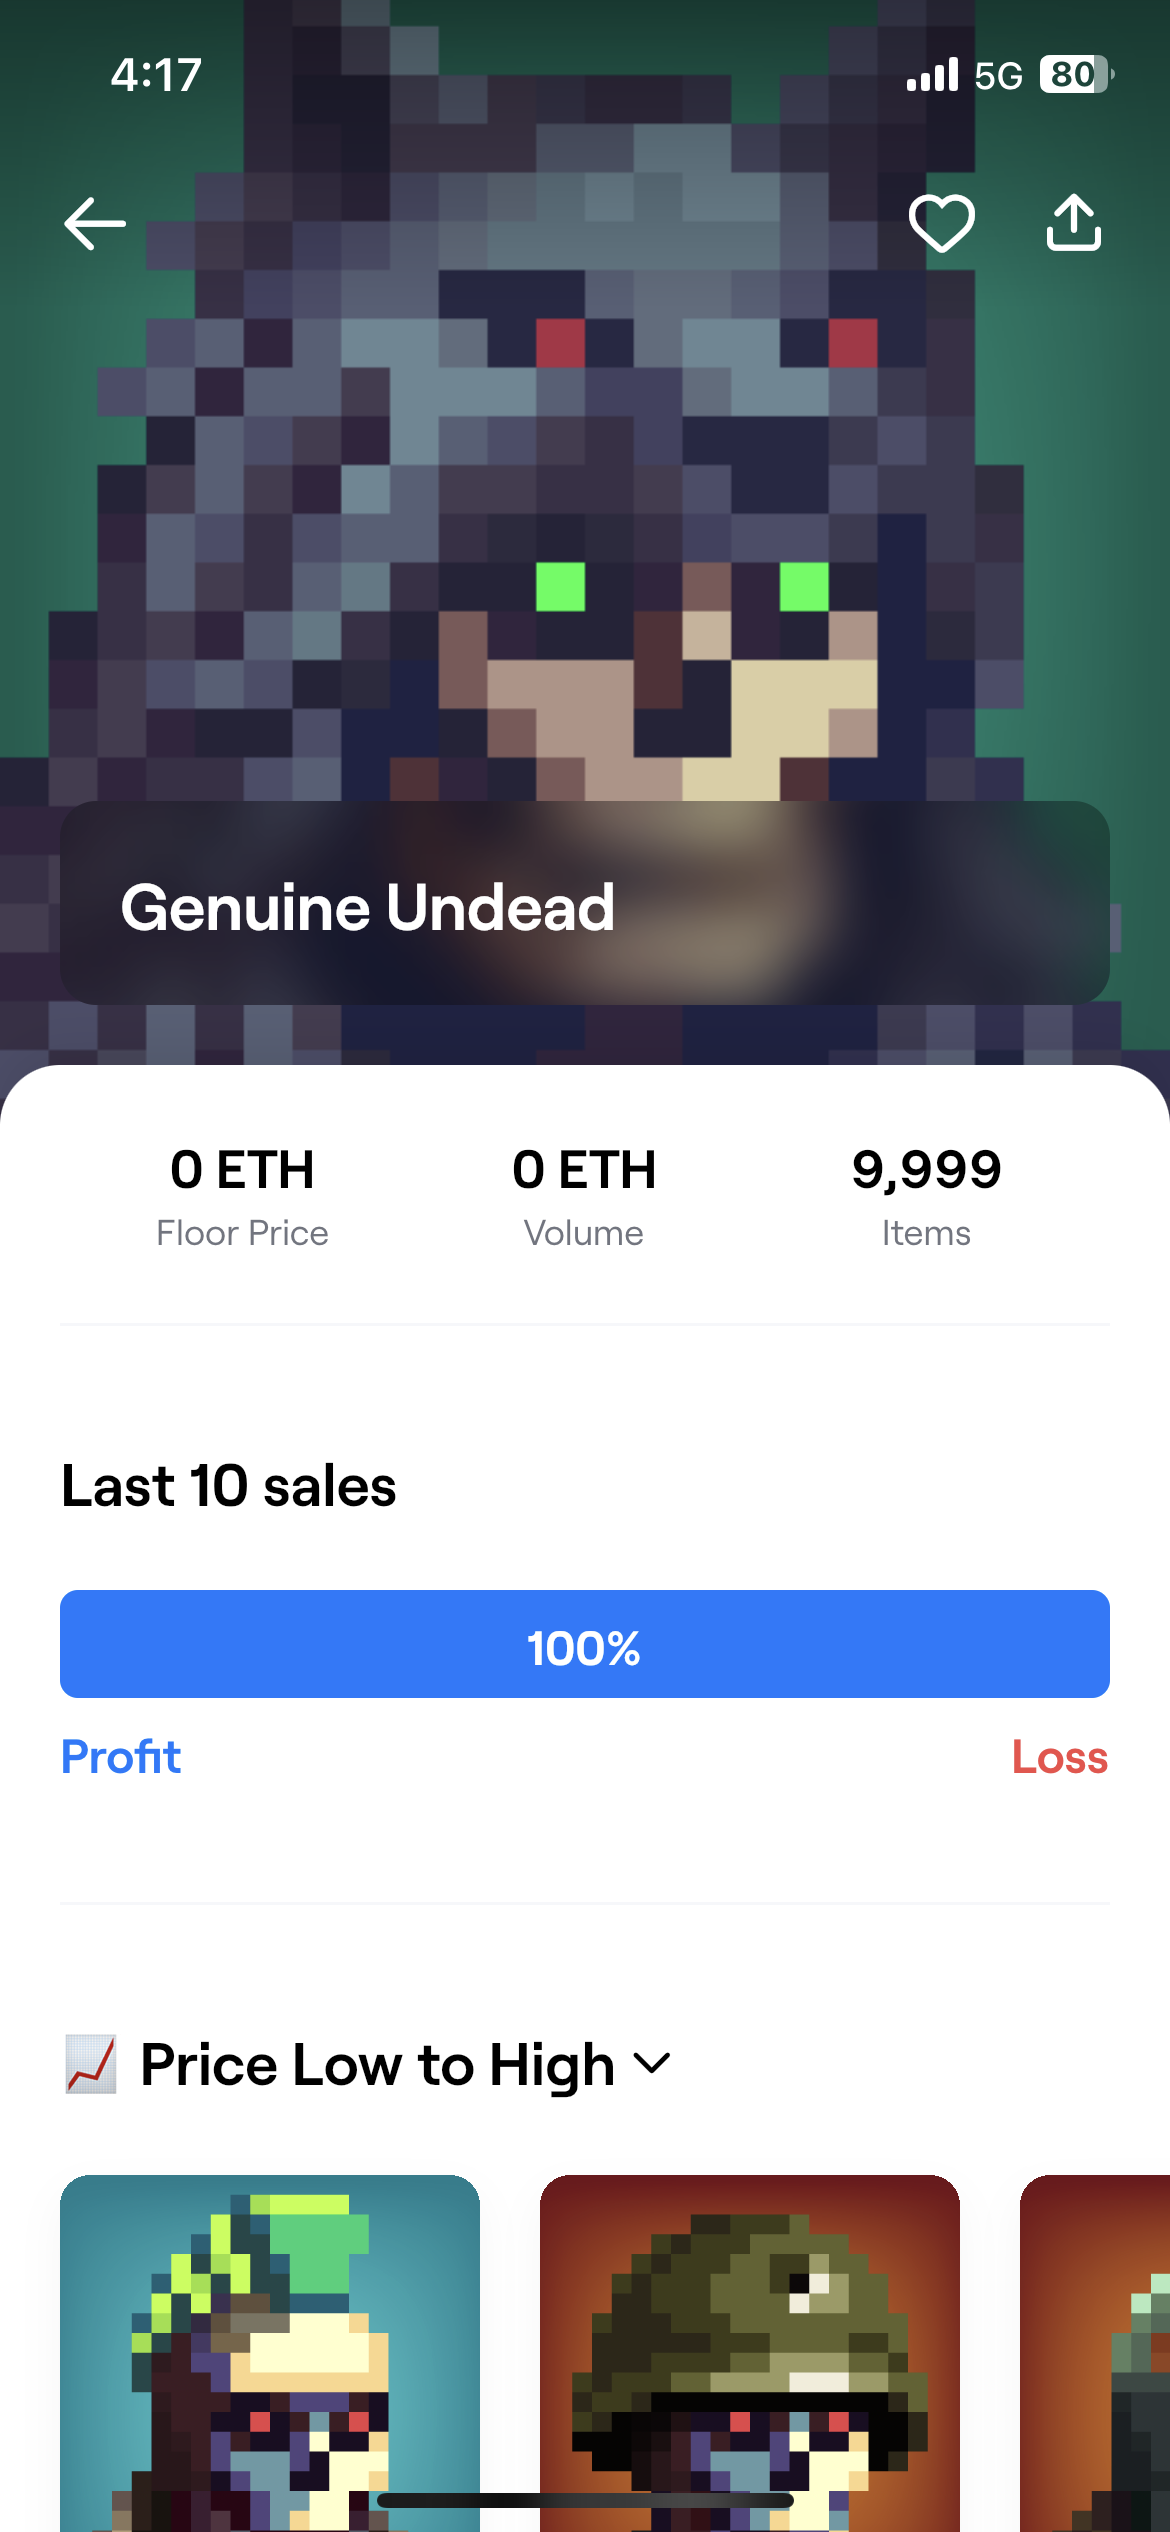 4:17
5G 80
Genuine Undead
0 ETH 0 ETH 9,999
Floor Price Volume Items
Last 10 sales
100%
Profit Loss
Price Low to High